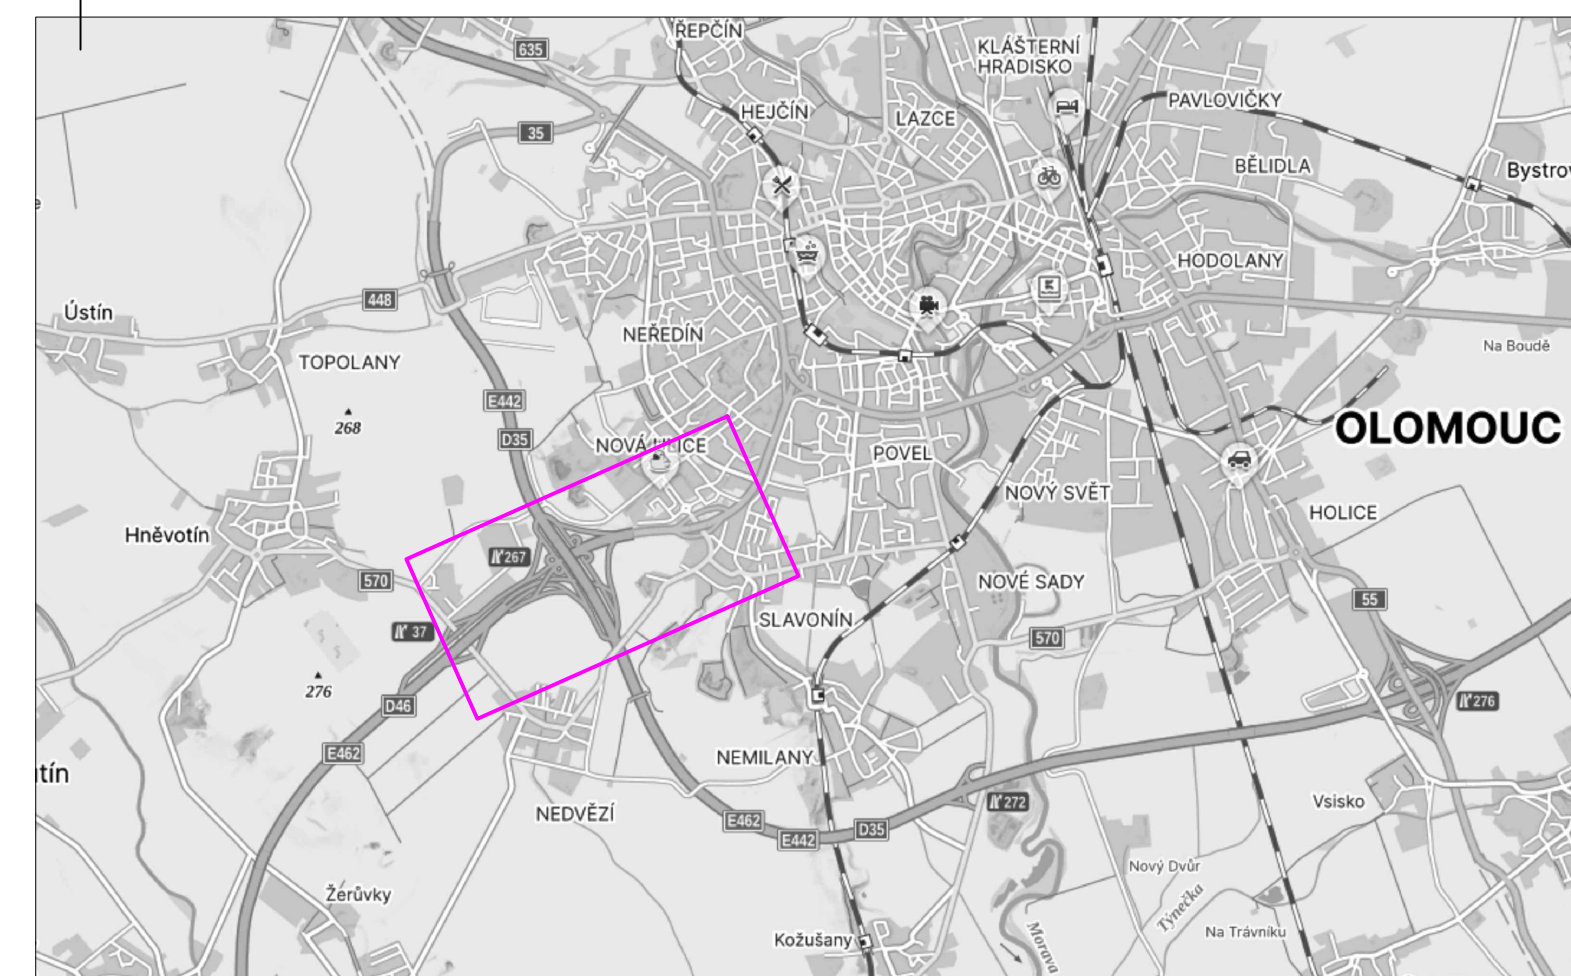 ŘEPČÍN
635
KLÁŠTERNÍ
HRADISKO
PAVLOVIČKY
HEJČÍN
LAZCE
35
BĚLIDLA
HODOLANY
448
Ústín
NEŘEDÍN
Na Boudě
TOPOLANY
E442
268
D35
OLOMOUC
POVEL
NOVÝ SVĚT
HOLICE
Hněvotín
267
570
NOVÉ SADY
55
SLAVONÍN
37
570
276
D46
276
E462
NEMILANY
NEDVĚZÍ
272
Vsisko
E462
D35
E442
Nový Dvůr
Žerůvky
Týnečka
Na Trávníku
Kožušany
Morava